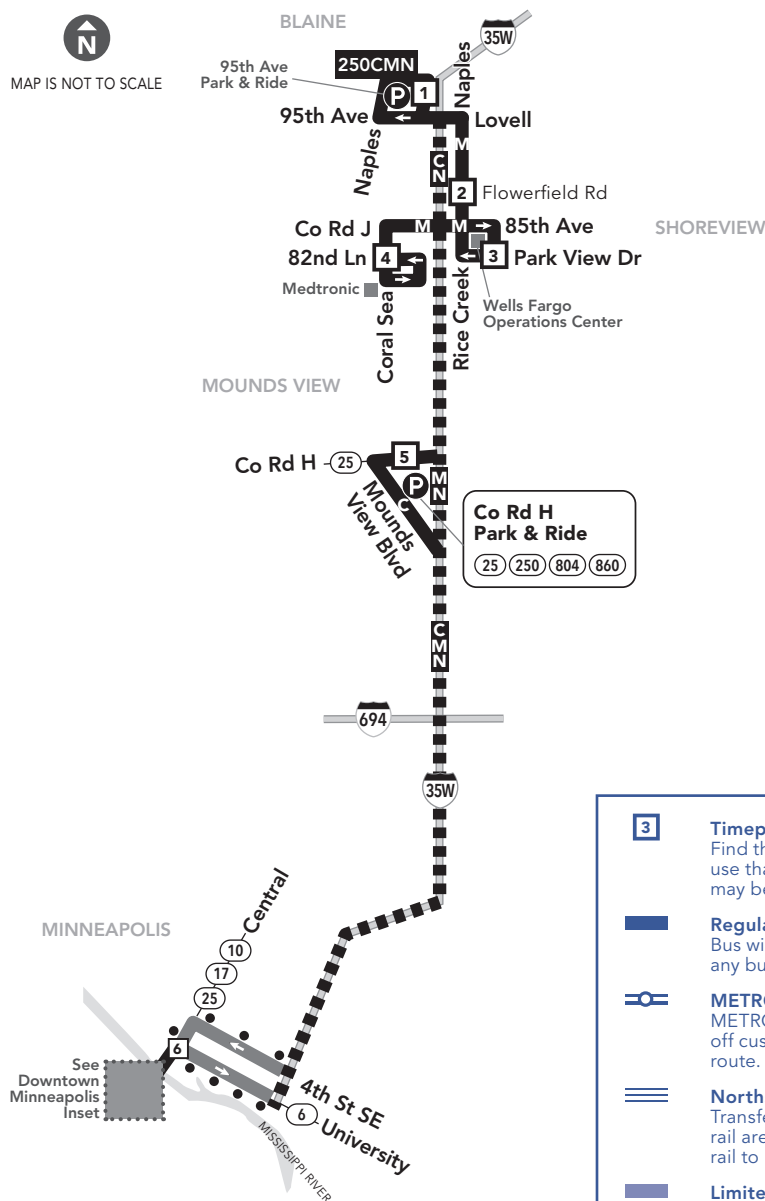 N
MAP IS NOT TO SCALE
BLAINE
35W
Naples
250CMN
95th Ave
Park & Ride
P
1
95th Ave
Lovell
Naples
M
C
N
2
Flowerfield Rd
Co Rd J
M
M
85th Ave
SHOREVIEW
82nd Ln
4
3
Park View Dr
Medtronic
Wells Fargo
Operations Center
Coral Sea
Rice Creek
MOUNDS VIEW
Co Rd H
25
5
P
M
N
C
Mounds
View Blvd
Co Rd H
Park & Ride
25 250 804 860
C
M
N
694
35W
MINNEAPOLIS
Central
10
17
25
6
See
Downtown
Minneapolis
Inset
4th St SE
6
University
MISSISSIPPI RIVER
3
Find th
use tha
may be
Regula
Bus wi
any bu
METRO
METRO
off cus
route.
North
Transfe
rail are
rail to